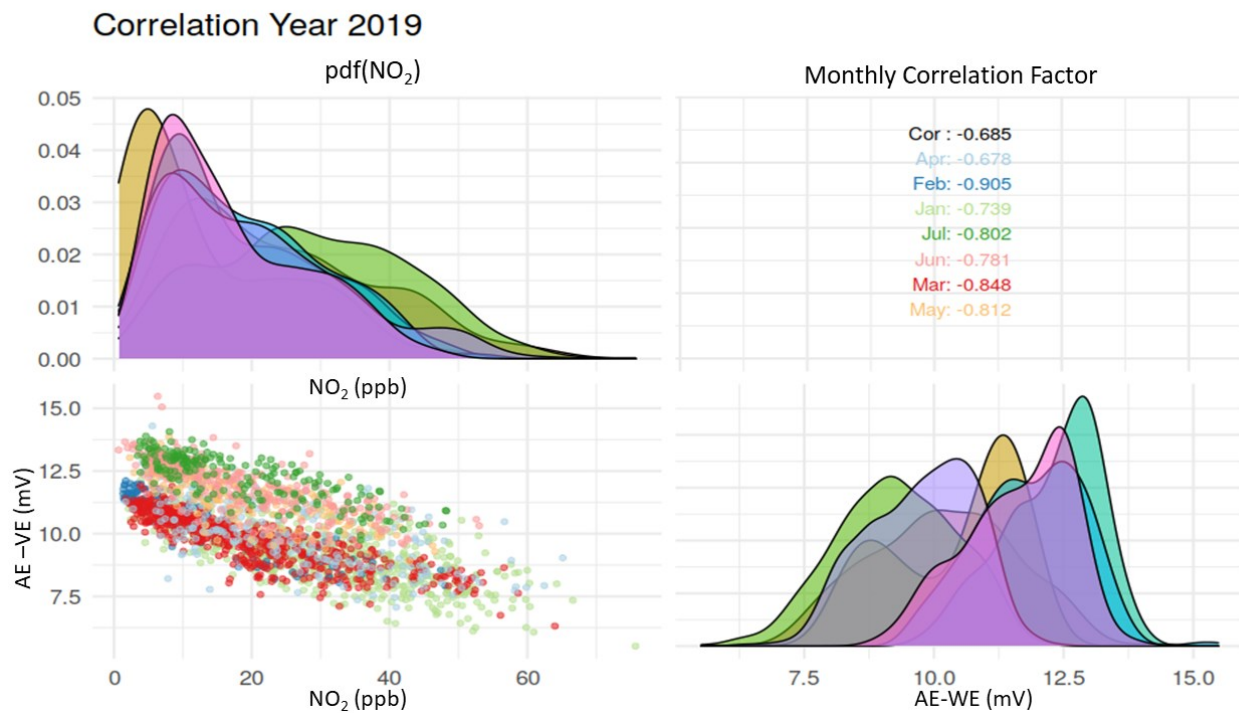 Correlation Year 2019
pdf(NO₂)
Monthly Correlation Factor
0.05
0.04
0.03
0.02
0.01
0.00
Cor : -0.685
Apr: -0.678
Feb: -0.905
Jan: -0.739
Jul: -0.802
Jun: -0.781
Mar: -0.848
May: -0.812
NO₂ (ppb)
AE–VE (mV)
15.0
12.5
10.0
7.5
0 20 40 60
NO₂ (ppb)
7.5 10.0 12.5 15.0
AE-WE (mV)